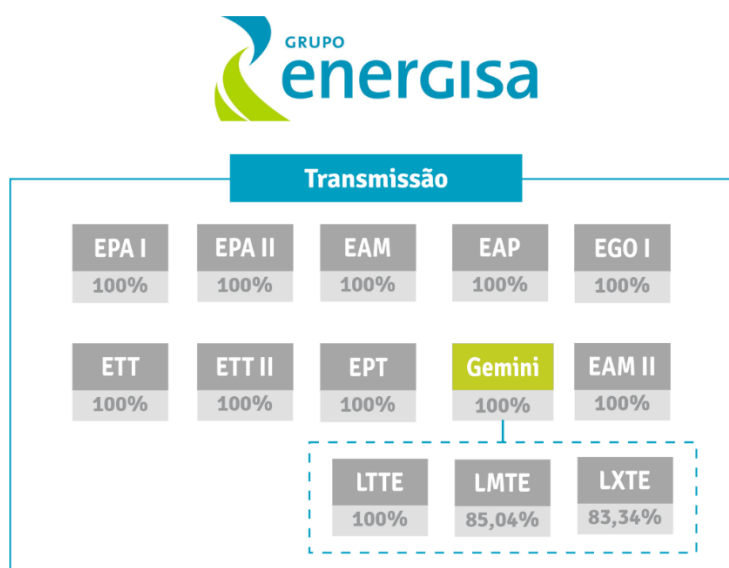 GRUPO
energisa
Transmissão
EPA I EPA II EAM EAP EGO I
100% 100% 100% 100% 100%
ETT ETT II EPT Gemini EAM II
100% 100% 100% 100% 100%
LTTE LMTE LXTE
100% 85,04% 83,34%